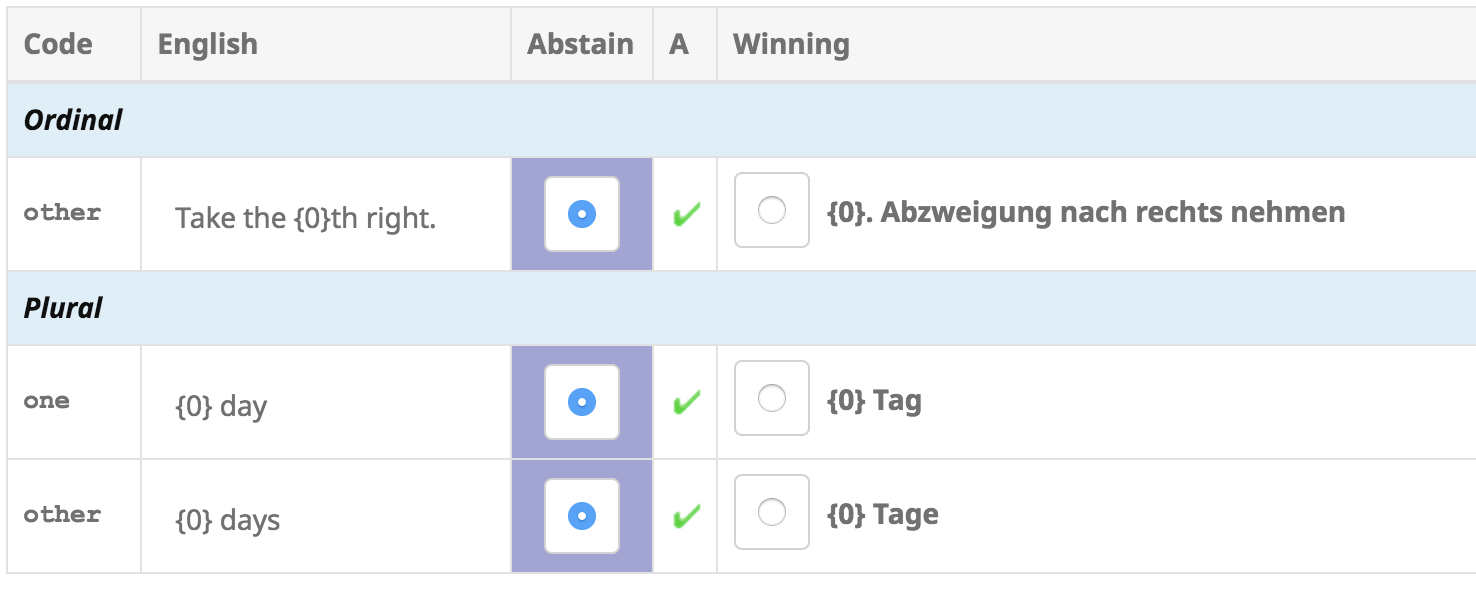 Code English Abstain A Winning
Ordinal
other Take the {0}th right. {0}. Abzweigung nach rechts nehmen
Plural
one {0} day {0} Tag
other {0} days {0} Tage